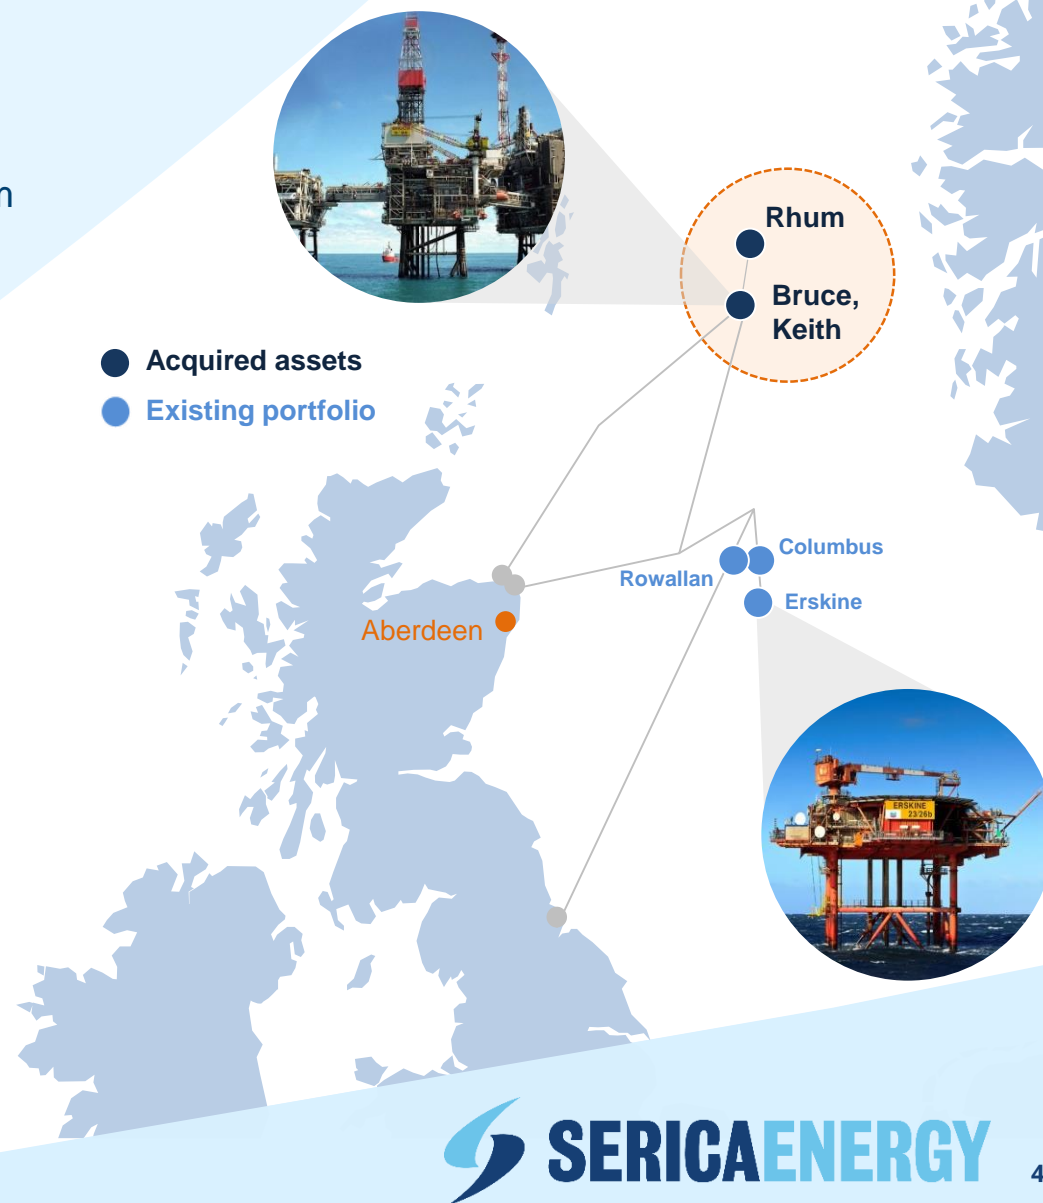 Rhum
Bruce,
Keith
Acquired assets
Existing portfolio
Columbus
Rowallan
Erskine
Aberdeen
ERSKINE
23/26b
SERICAENERGY
4